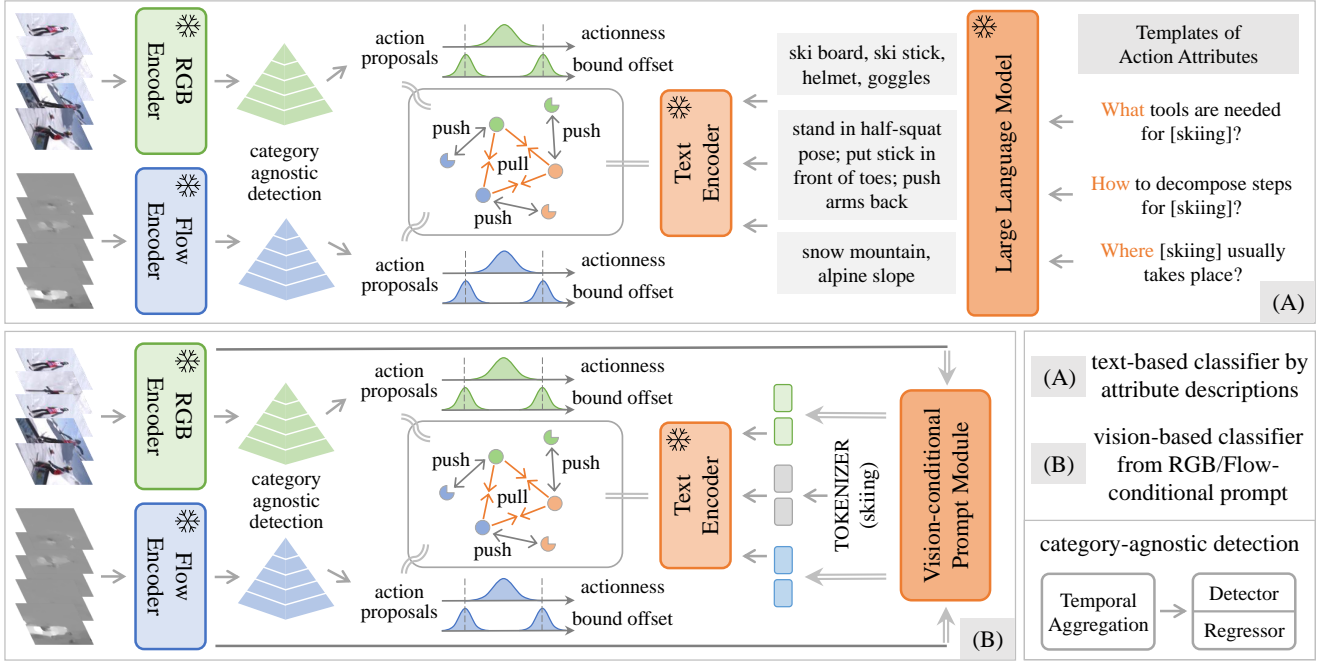 RGB
Encoder
action
proposals
actionness
bound offset
category
agnostic
detection
push
push
pull
push
Flow
Encoder
action
proposals
actionness
bound offset
Text
Encoder
ski board, ski stick,
helmet, goggles
stand in half-squat
pose; put stick in
front of toes; push
arms back
snow mountain,
alpine slope
Large Language Model
Templates of
Action Attributes
What tools are needed
for [skiing]?
How to decompose steps
for [skiing]?
Where [skiing] usually
takes place?
(A)
RGB
Encoder
action
proposals
actionness
bound offset
category
agnostic
detection
push
push
pull
push
Flow
Encoder
action
proposals
actionness
bound offset
Text
Encoder
TOKENIZER
(skiing)
Vision-conditional
Prompt Module
(B)
(A) text-based classifier by
attribute descriptions
(B) vision-based classifier
from RGB/Flow-
conditional prompt
category-agnostic detection
Temporal
Aggregation
Detector
Regressor